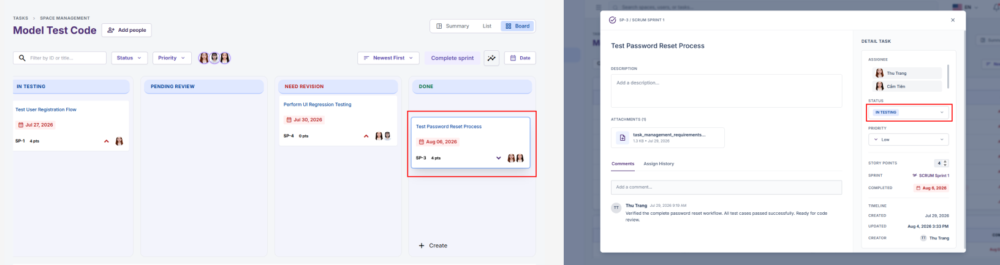 TASKS > SPACE MANAGEMENT
Model Test Code
Add people
Summary
List
Board
Filter by ID or title...
Status
Priority
Newest First
Complete sprint
Date
IN TESTING
Test User Registration Flow
Jul 27, 2026
SP-1 4 pts
PENDING REVIEW
NEED REVISION
Perform UI Regression Testing
Jul 30, 2026
SP-4 0 pts
DONE
Test Password Reset Process
Aug 06, 2026
SP-3 4 pts
+ Create
Search spaces, users, or tasks...
EN
SP-3 / SCRUM SPRINT 1
Test Password Reset Process
DESCRIPTION
Add a description...
ATTACHMENTS (1)
task_management_requirements...
1.3 KB • Jul 29, 2026
Comments
Assign History
Add a comment...
TT
Thu Trang Jul 29, 2026 9:19 AM
Verified the complete password reset workflow. All test cases passed successfully. Ready for code
review.
DETAIL TASK
ASSIGNEE
Thu Trang
Cẩm Tiên
STATUS
IN TESTING
PRIORITY
Low
STORY POINTS 4
SPRINT SCRUM Sprint 1
COMPLETED Aug 6, 2026
TIMELINE
CREATED Jul 29, 2026
UPDATED Aug 4, 2026 3:33 PM
CREATOR TT Thu Trang